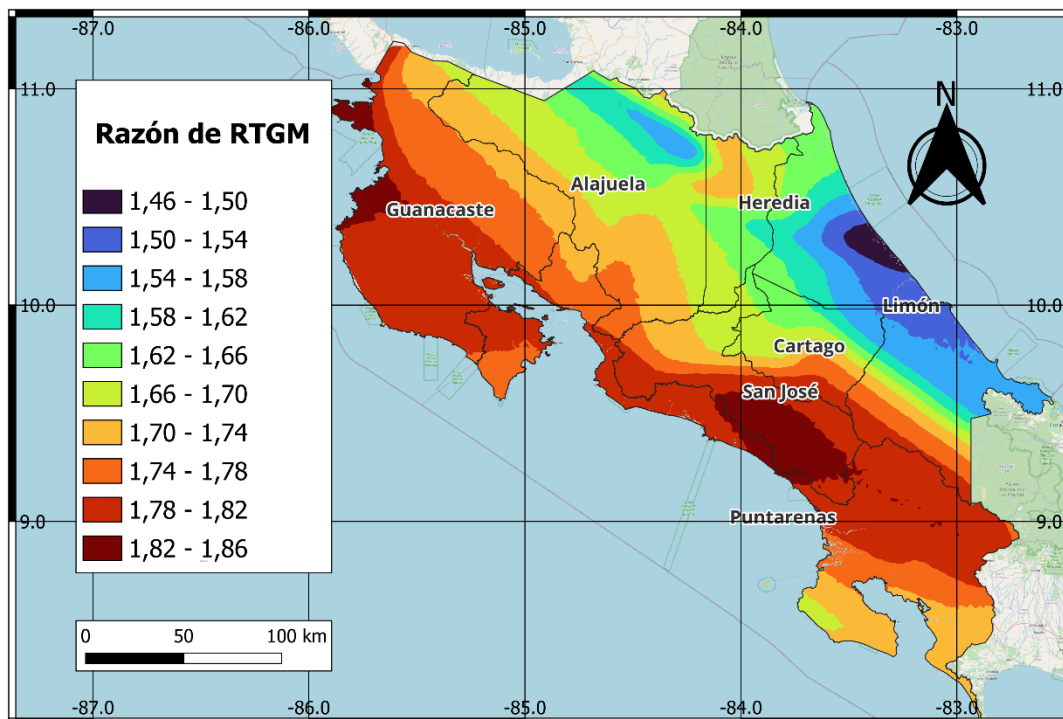 -87.0 -86.0 -85.0 -84.0 -83.0
11.0 11.0
N
Razón de RTGM
1,46 - 1,50
1,50 - 1,54
1,54 - 1,58
1,58 - 1,62
1,62 - 1,66
1,66 - 1,70
1,70 - 1,74
1,74 - 1,78
1,78 - 1,82
1,82 - 1,86
Alajuela
Guanacaste
Heredia
10.0 10.0
Limón
Cartago
San José
Puntarenas
9.0 9.0
0 50 100 km
-87.0 -86.0 -85.0 -84.0 -83.0